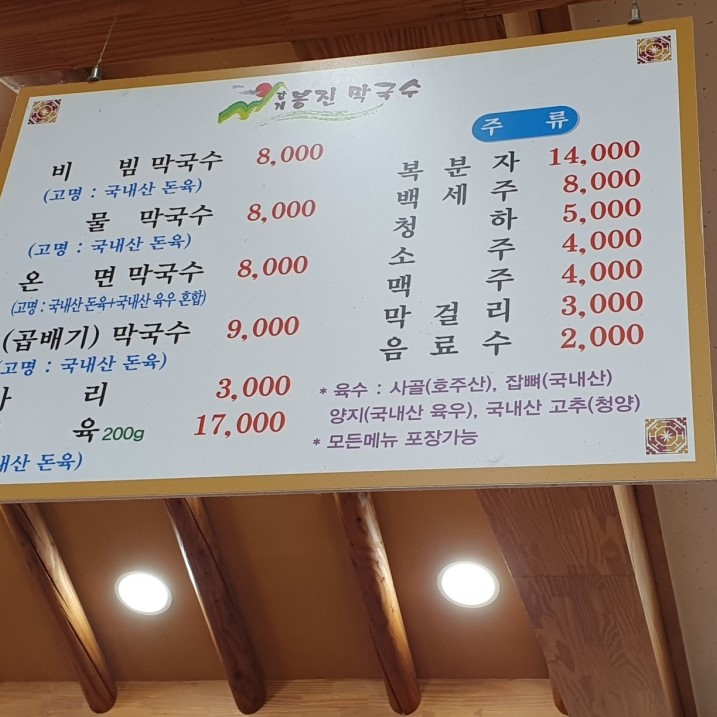 강계 봉진 막국수
비 빔 막국수 8,000
(고명 : 국내산 돈육)
물 막국수 8,000
(고명 : 국내산 돈육)
온 면 막국수 8,000
(고명 : 국내산 돈육+국내산 육우 혼합)
(곱배기) 막국수 9,000
고명 : 국내산 돈육)
리 3,000
육 200g 17,000
내산 돈육)
주 류
복 분 자 14,000
백 세 주 8,000
청 하 5,000
소 주 4,000
맥 주 4,000
막 걸 리 3,000
음 료 수 2,000
* 육수 : 사골(호주산), 잡뼈(국내산)
양지(국내산 육우), 국내산 고추(청양)
* 모든메뉴 포장가능